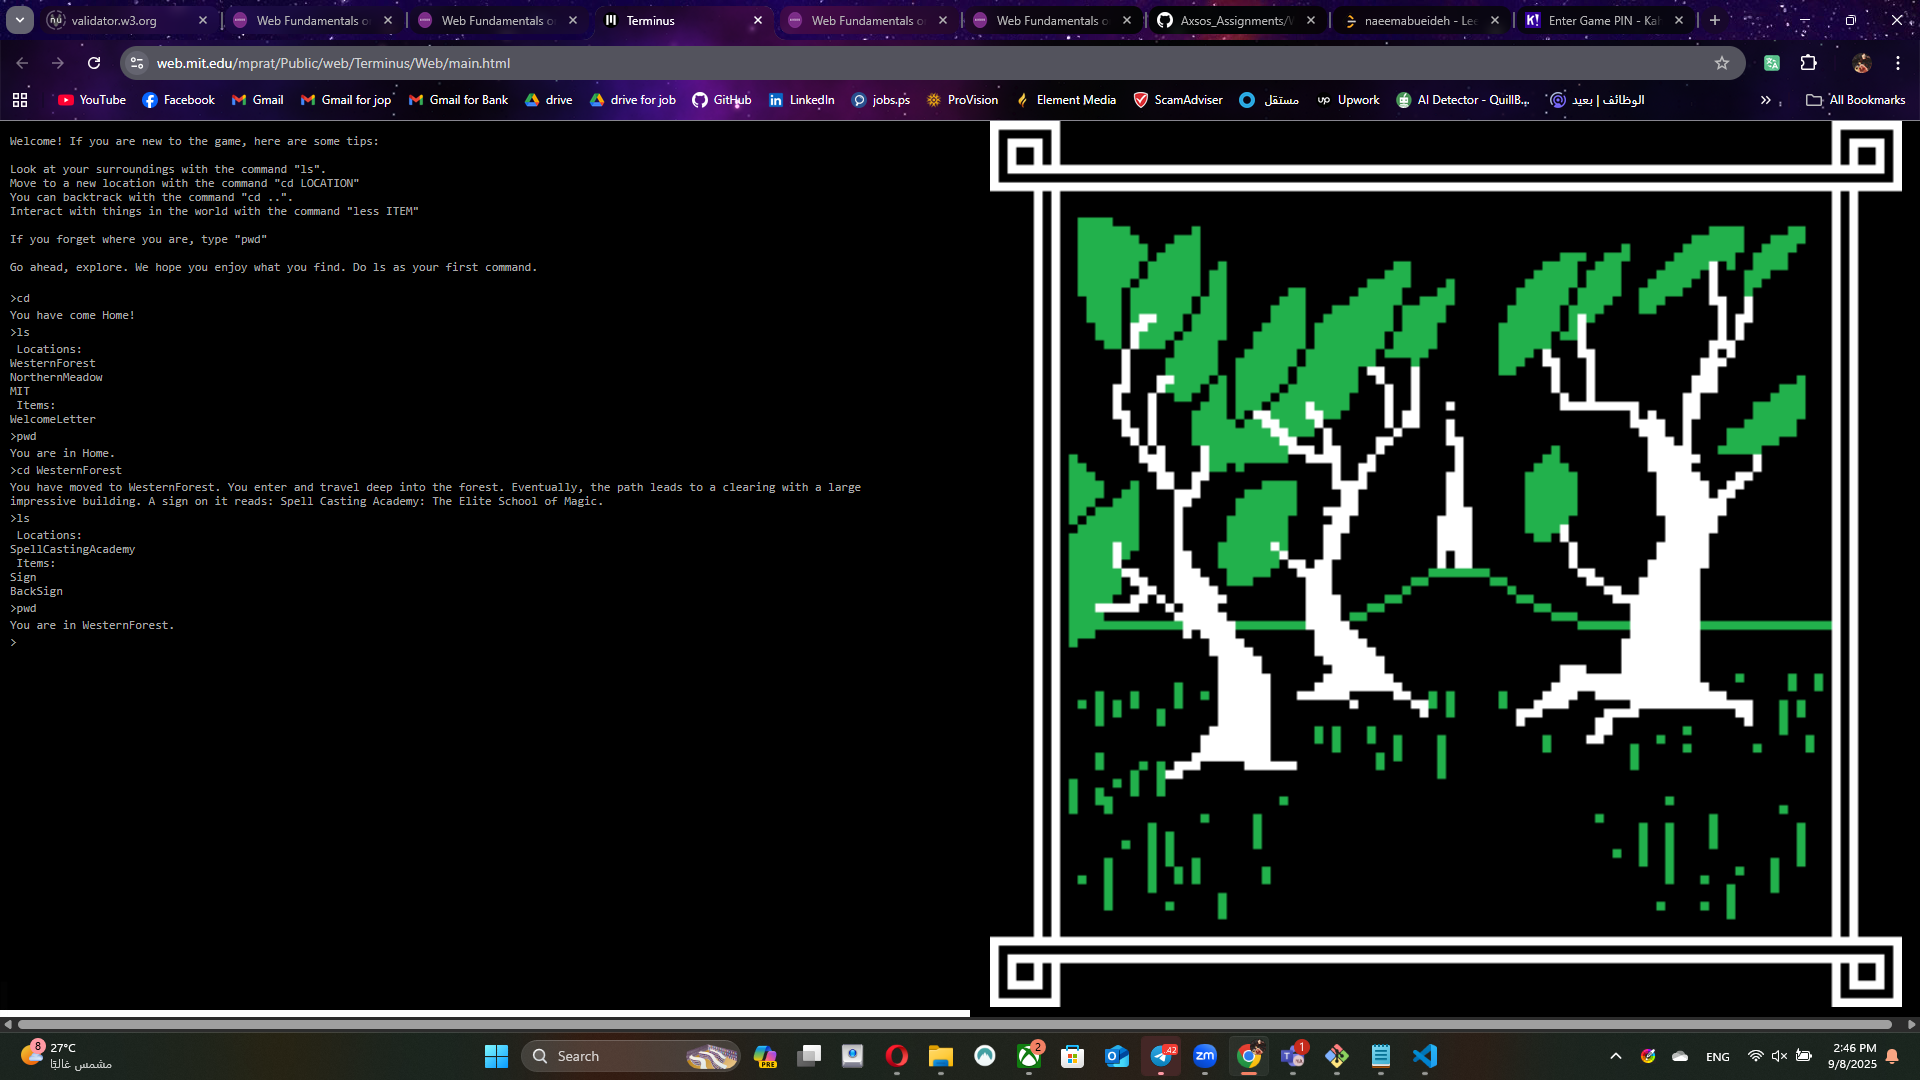 validator.w3.org
Web Fundamentals o
Web Fundamentals o
Terminus
Web Fundamentals o
Web Fundamentals o
Axsos_Assignments/
naeemabueideh - Le
Enter Game PIN - Ka
web.mit.edu/mprat/Public/web/Terminus/Web/main.html
YouTube
Facebook
Gmail
Gmail for jop
Gmail for Bank
drive
drive for job
GitHub
LinkedIn
jobs.ps
ProVision
Element Media
ScamAdviser
مستقل
Upwork
AI Detector - QuillB...
الوظائف | بعيد
All Bookmarks
Welcome! If you are new to the game, here are some tips:
Look at your surroundings with the command "ls".
Move to a new location with the command "cd LOCATION"
You can backtrack with the command "cd ..".
Interact with things in the world with the command "less ITEM"
If you forget where you are, type "pwd"
Go ahead, explore. We hope you enjoy what you find. Do ls as your first command.
>cd
You have come Home!
>ls
Locations:
WesternForest
NorthernMeadow
MIT
Items:
WelcomeLetter
>pwd
You are in Home.
>cd WesternForest
You have moved to WesternForest. You enter and travel deep into the forest. Eventually, the path leads to a clearing with a large
impressive building. A sign on it reads: Spell Casting Academy: The Elite School of Magic.
>ls
Locations:
SpellCastingAcademy
Items:
Sign
BackSign
>pwd
You are in WesternForest.
>
8
27°C
مشمس غالبًا
Search
PRE
2
42
zm
1
ENG
2:46 PM
9/8/2025